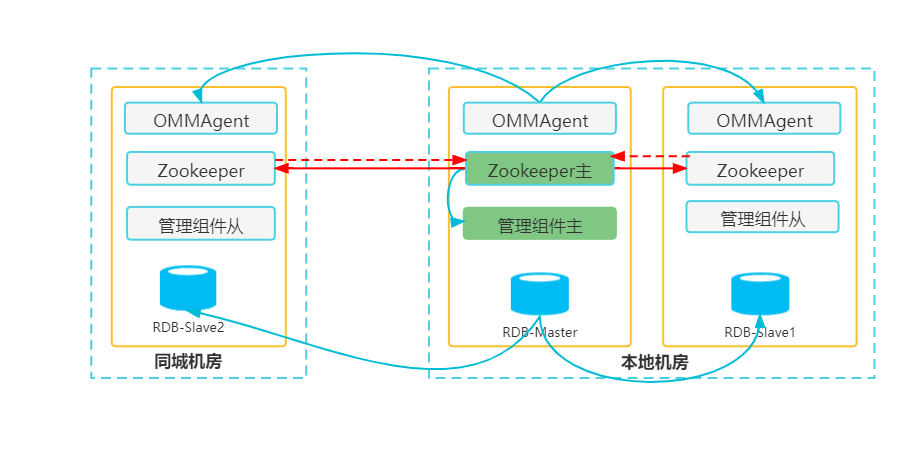 OMMAgent
Zookeeper
管理组件从
RDB-Slave2
同城机房
OMMAgent
Zookeeper主
管理组件主
RDB-Master
OMMAgent
Zookeeper
管理组件从
RDB-Slave1
本地机房